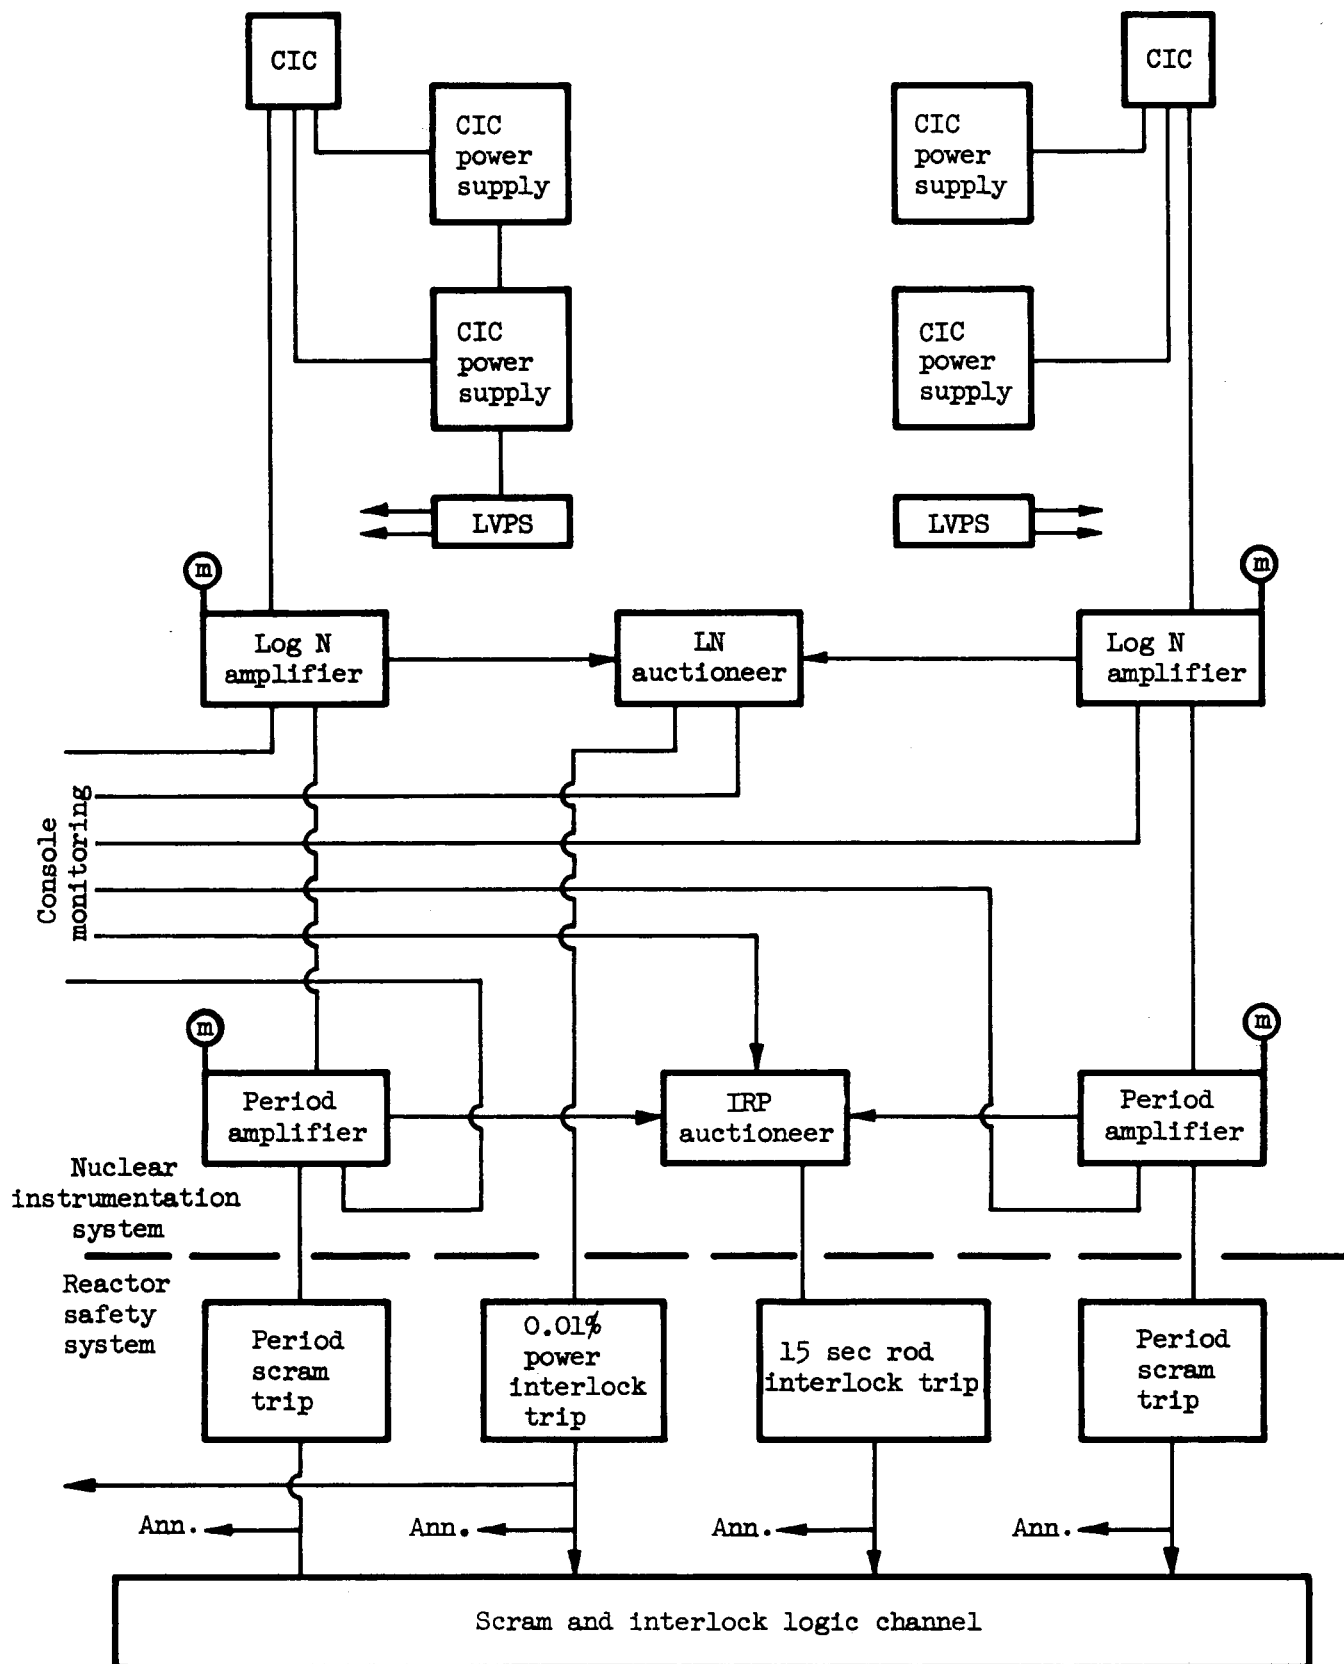 CIC
CIC
CIC
power
supply
CIC
power
supply
CIC
power
supply
CIC
power
supply
LVPS
LVPS
m
m
Log N
amplifier
LN
auctioneer
Log N
amplifier
Console
monitoring
m
m
Period
amplifier
IRP
auctioneer
Period
amplifier
Nuclear
instrumentation
system
Reactor
safety
system
Period
scram
trip
0.01%
power
interlock
trip
15 sec rod
interlock trip
Period
scram
trip
Ann.
Ann.
Ann.
Ann.
Scram and interlock logic channel